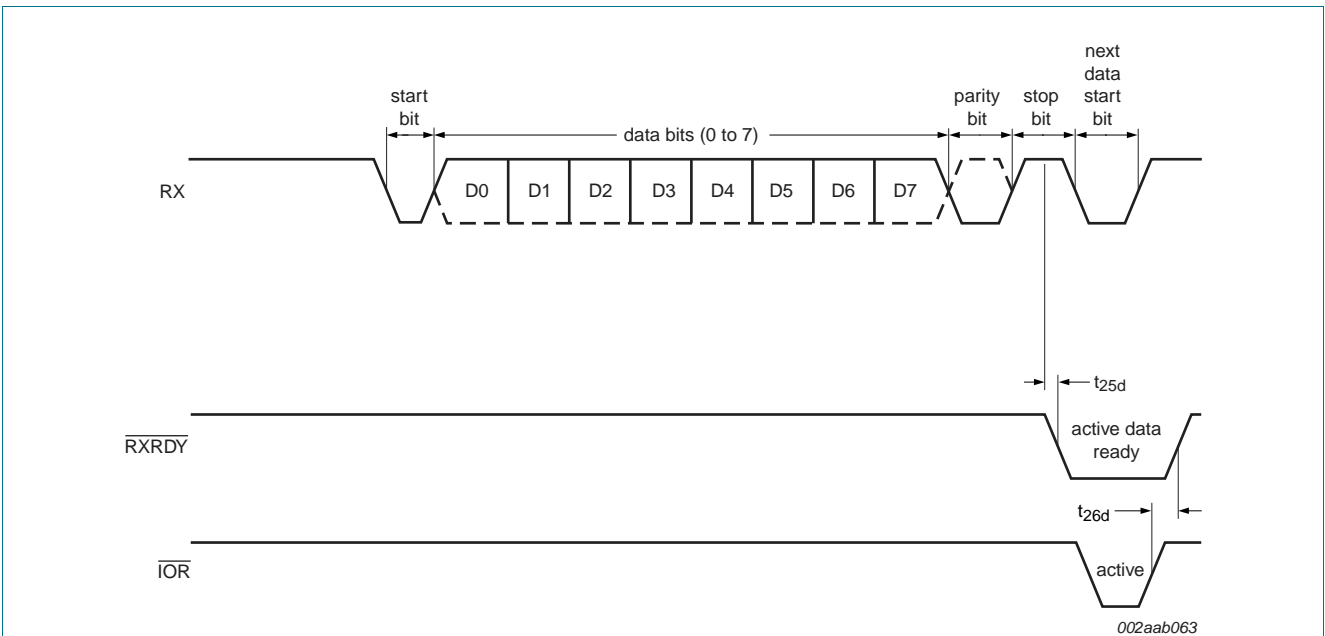 start
bit
data bits (0 to 7)
parity
bit
stop
bit
next
data
start
bit
RX
D0 D1 D2 D3 D4 D5 D6 D7
t25d
RXRDY
active data
ready
t26d
IOR
active
002aab063